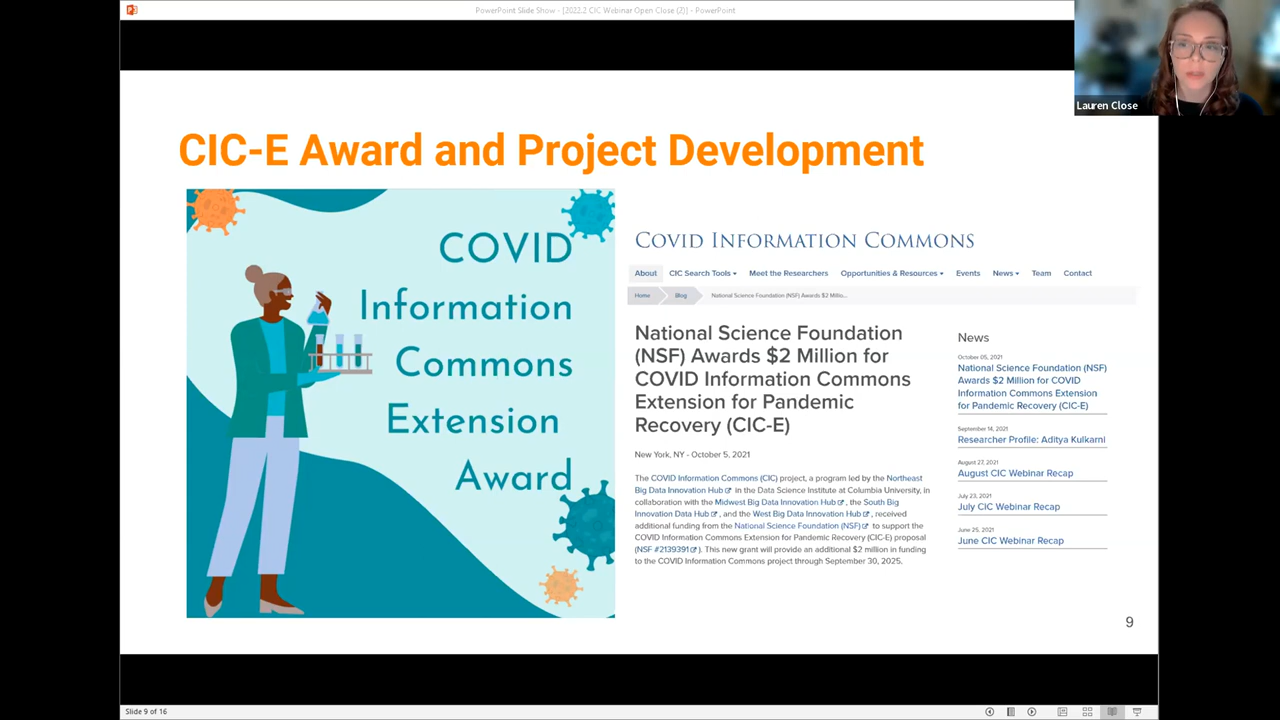 PowerPoint Slide Show - [2022.2 CIC Webinar Open Close (2)] - PowerPoint
Lauren Close
CIC-E Award and Project Development
COVID
Information
Commons
Extension
Award
COVID INFORMATION COMMONS
About CIC Search Tools Meet the Researchers Opportunities & Resources Events News Team Contact
Home Blog National Science Foundation (NSF) Awards $2 Millio...
National Science Foundation
(NSF) Awards $2 Million for
COVID Information Commons
Extension for Pandemic
Recovery (CIC-E)
New York, NY - October 5, 2021
The COVID Information Commons (CIC) project, a program led by the Northeast
Big Data Innovation Hub in the Data Science Institute at Columbia University, in
collaboration with the Midwest Big Data Innovation Hub, the South Big
Innovation Data Hub, and the West Big Data Innovation Hub, received
additional funding from the National Science Foundation (NSF) to support the
COVID Information Commons Extension for Pandemic Recovery (CIC-E) proposal
(NSF #2139391). This new grant will provide an additional $2 million in funding
to the COVID Information Commons project through September 30, 2025.
News
October 05, 2021
National Science Foundation (NSF)
Awards $2 Million for COVID
Information Commons Extension
for Pandemic Recovery (CIC-E)
September 14, 2021
Researcher Profile: Aditya Kulkarni
August 27, 2021
August CIC Webinar Recap
July 23, 2021
July CIC Webinar Recap
June 25, 2021
June CIC Webinar Recap
9
Slide 9 of 16